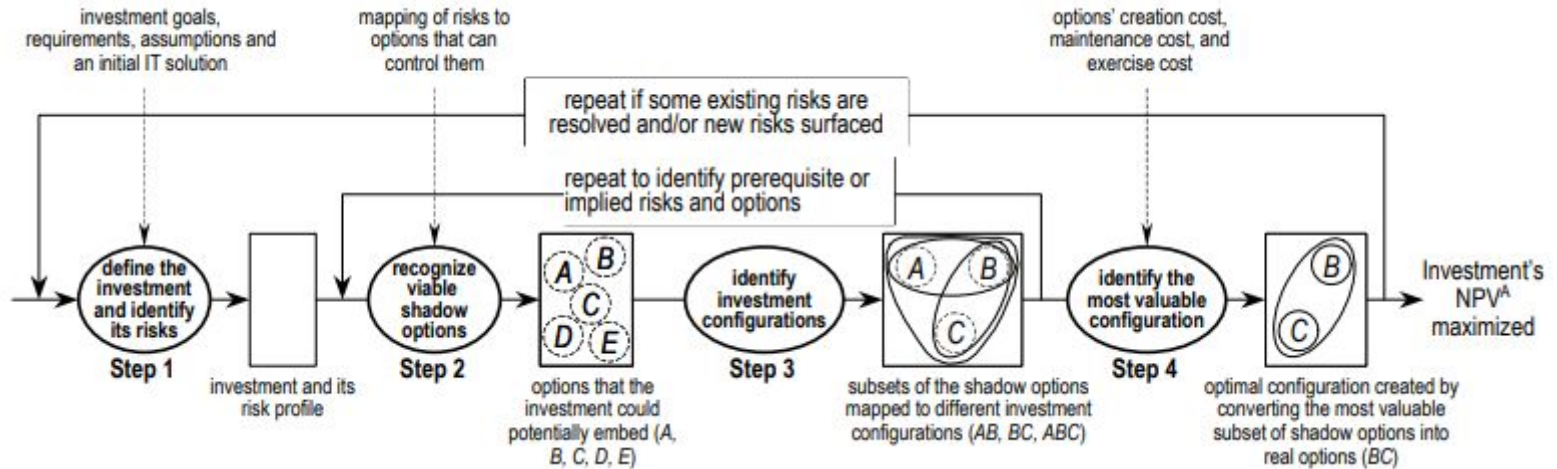 investment goals,
requirements, assumptions and
an initial IT solution
mapping of risks to
options that can
control them
options' creation cost,
maintenance cost, and
exercise cost
repeat if some existing risks are
resolved and/or new risks surfaced
repeat to identify prerequisite or
implied risks and options
define the
investment
and identify
its risks
Step 1
investment and its
risk profile
recognize
viable
shadow
options
Step 2
A
B
C
D
E
options that the
investment could
potentially embed (A,
B, C, D, E)
identify
investment
configurations
Step 3
A
B
C
subsets of the shadow options
mapped to different investment
configurations (AB, BC, ABC)
identify the
most valuable
configuration
Step 4
B
C
optimal configuration created by
converting the most valuable
subset of shadow options into
real options (BC)
Investment's
NPVᴬ
maximized